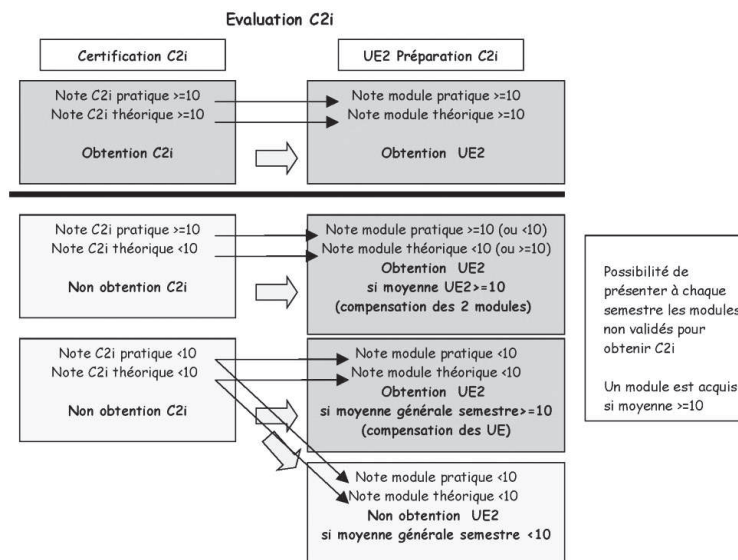 Evaluation C2i
Certification C2i
UE2 Préparation C2i
Note C2i pratique >=10
Note C2i théorique >=10
Obtention C2i
Note module pratique >=10
Note module théorique >=10
Obtention UE2
Note C2i pratique >=10
Note C2i théorique <10
Non obtention C2i
Note module pratique >=10 (ou <10)
Note module théorique <10 (ou >=10)
Obtention UE2
si moyenne UE2>=10
(compensation des 2 modules)
Note C2i pratique <10
Note C2i théorique <10
Non obtention C2i
Note module pratique <10
Note module théorique <10
Obtention UE2
si moyenne générale semestre>=10
(compensation des UE)
Note module pratique <10
Note module théorique <10
Non obtention UE2
si moyenne générale semestre <10
Possibilité de
présenter à chaque
semestre les modules
non validés pour
obtenir C2i
Un module est acquis
si moyenne >=10